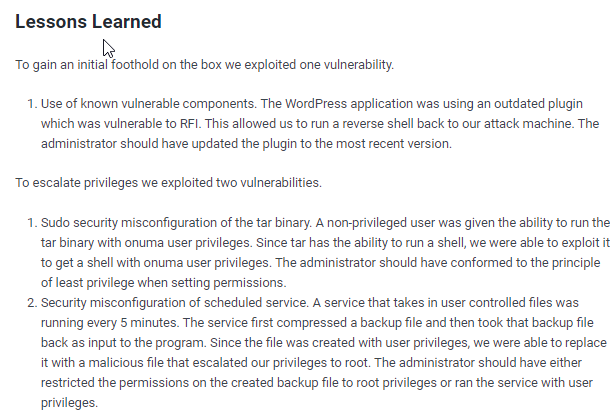 Lessons Learned
To gain an initial foothold on the box we exploited one vulnerability.
1. Use of known vulnerable components. The WordPress application was using an outdated plugin
which was vulnerable to RFI. This allowed us to run a reverse shell back to our attack machine. The
administrator should have updated the plugin to the most recent version.
To escalate privileges we exploited two vulnerabilities.
1. Sudo security misconfiguration of the tar binary. A non-privileged user was given the ability to run the
tar binary with onuma user privileges. Since tar has the ability to run a shell, we were able to exploit it
to get a shell with onuma user privileges. The administrator should have conformed to the principle
of least privilege when setting permissions.
2. Security misconfiguration of scheduled service. A service that takes in user controlled files was
running every 5 minutes. The service first compressed a backup file and then took that backup file
back as input to the program. Since the file was created with user privileges, we were able to replace
it with a malicious file that escalated our privileges to root. The administrator should have either
restricted the permissions on the created backup file to root privileges or ran the service with user
privileges.